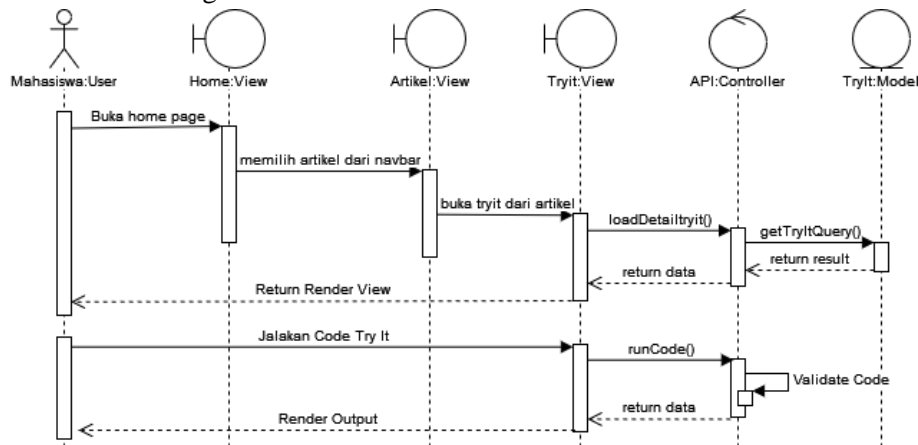 Mahasiswa:User
Home:View
Artikel:View
Tryit:View
API:Controller
TryIt:Model
Buka home page
memilih artikel dari navbar
buka tryit dari artikel
loadDetailtryit()
getTryItQuery()
return result
return data
Return Render View
Jalakan Code Try It
runCode()
Validate Code
return data
Render Output